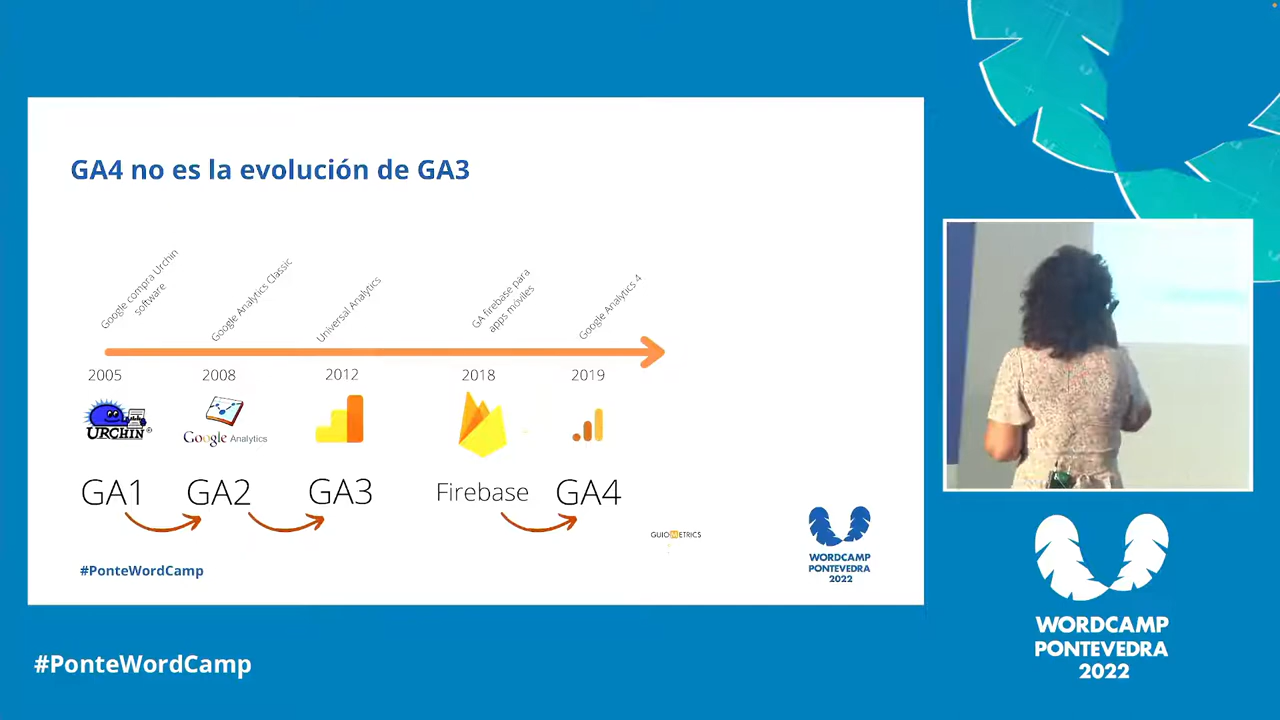 GA4 no es la evolución de GA3
Google compra Urchin
software
Google Analytics Classic
Universal Analytics
GA firebase para
apps móviles
Google Analytics 4
2005
2008
2012
2018
2019
URCHIN®
Google Analytics
GA1
GA2
GA3
Firebase
GA4
GUIOMETRICS
WORDCAMP
PONTEVEDRA
2022
#PonteWordCamp
#PonteWordCamp
WORDCAMP
PONTEVEDRA
2022